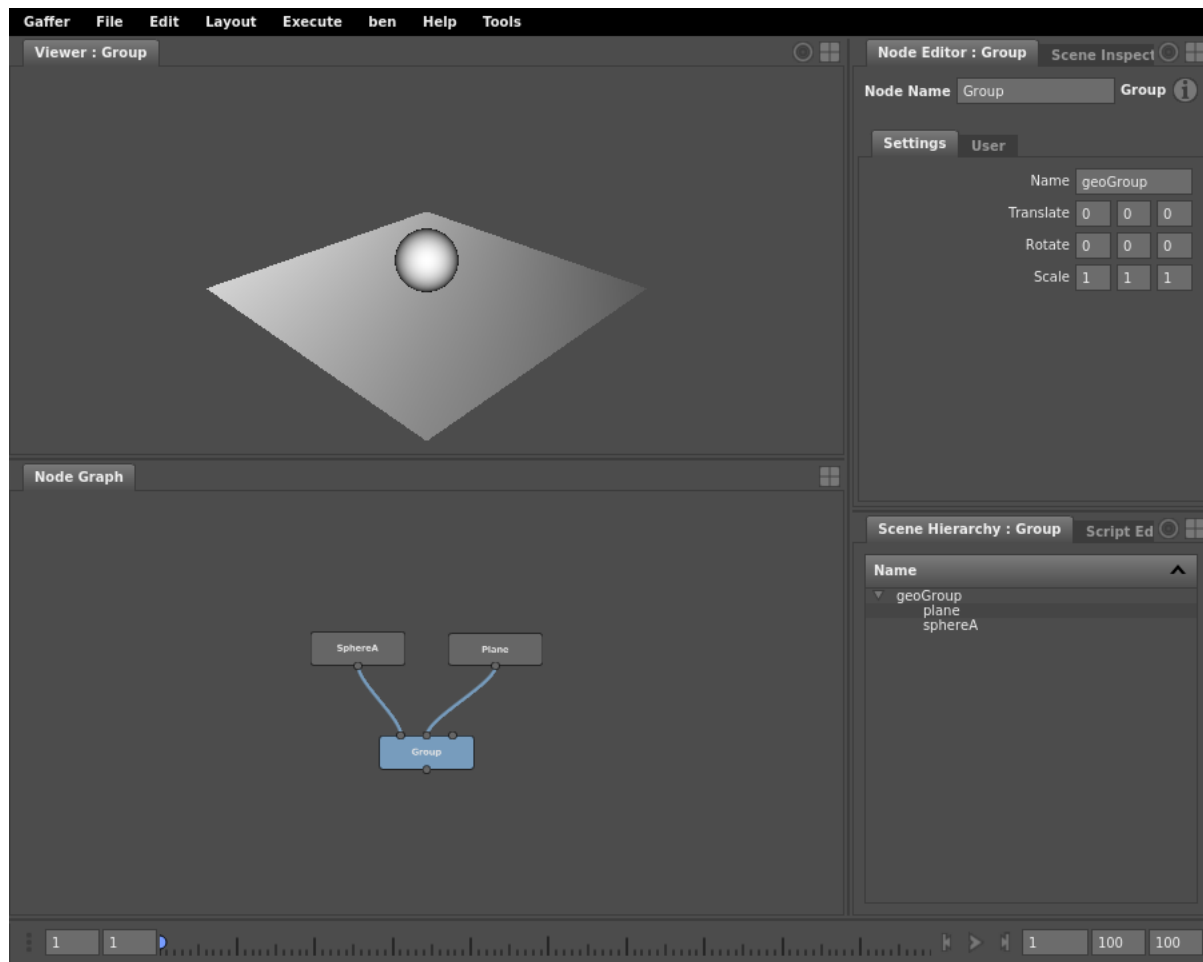 Gaffer File Edit Layout Execute ben Help Tools
Viewer : Group
Node Editor : Group Scene Inspect
Node Name Group Group
Settings User
Name geoGroup
Translate 0 0 0
Rotate 0 0 0
Scale 1 1 1
Node Graph
SphereA Plane
Group
Scene Hierarchy : Group Script Ed
Name
geoGroup
plane
sphereA
1 1 1 100 100